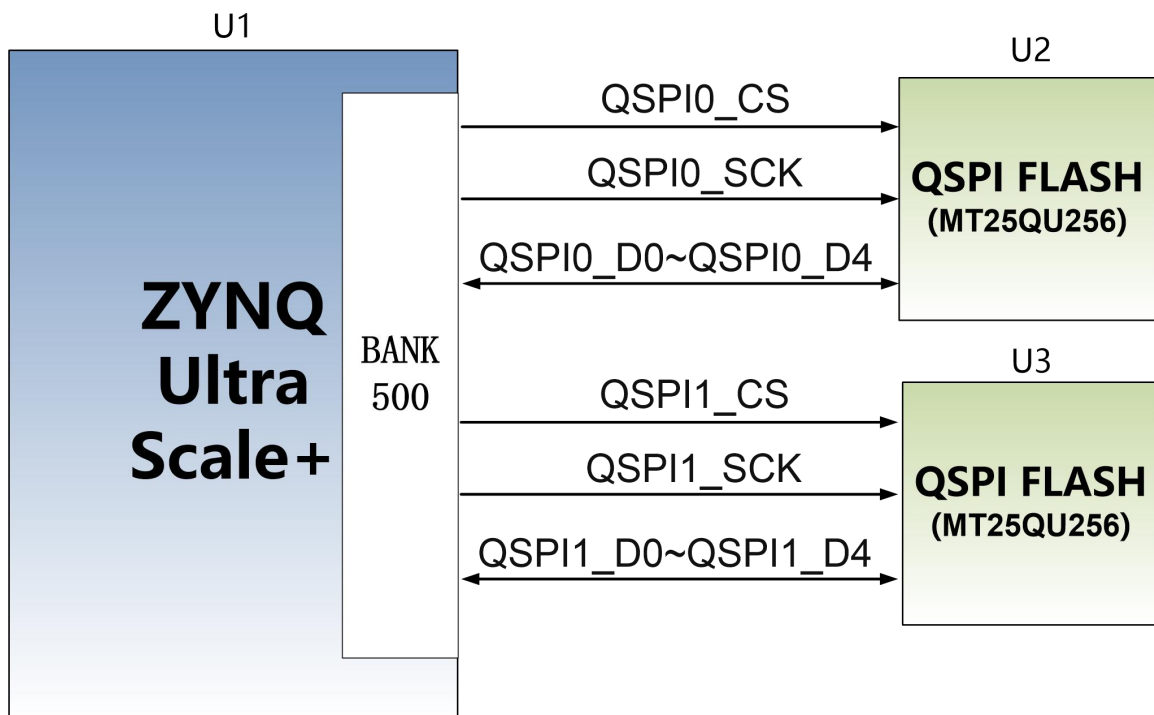 U1
ZYNQ
Ultra
Scale+
BANK
500
QSPI0_CS
QSPI0_SCK
QSPI0_D0~QSPI0_D4
QSPI1_CS
QSPI1_SCK
QSPI1_D0~QSPI1_D4
U2
QSPI FLASH
(MT25QU256)
U3
QSPI FLASH
(MT25QU256)